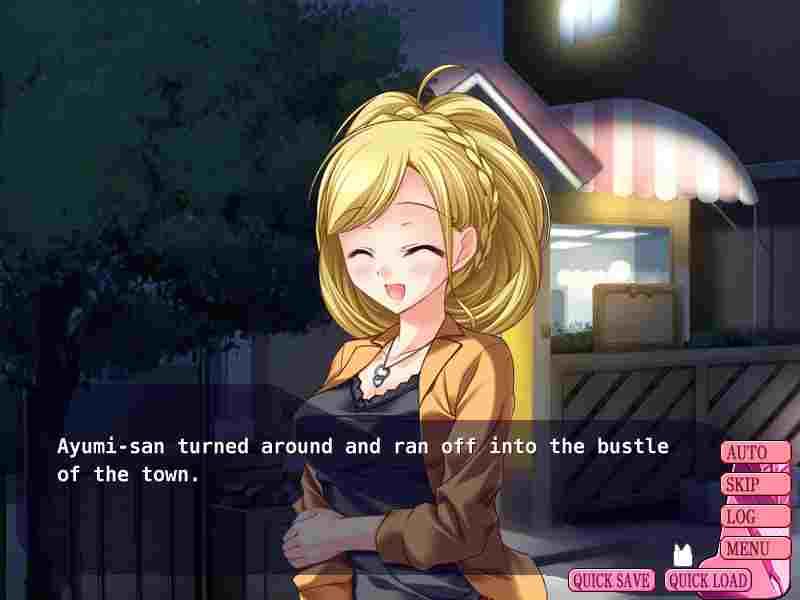 Ayumi-san turned around and ran off into the bustle
of the town.
AUTO
SKIP
LOG
MENU
QUICK SAVE QUICK LOAD